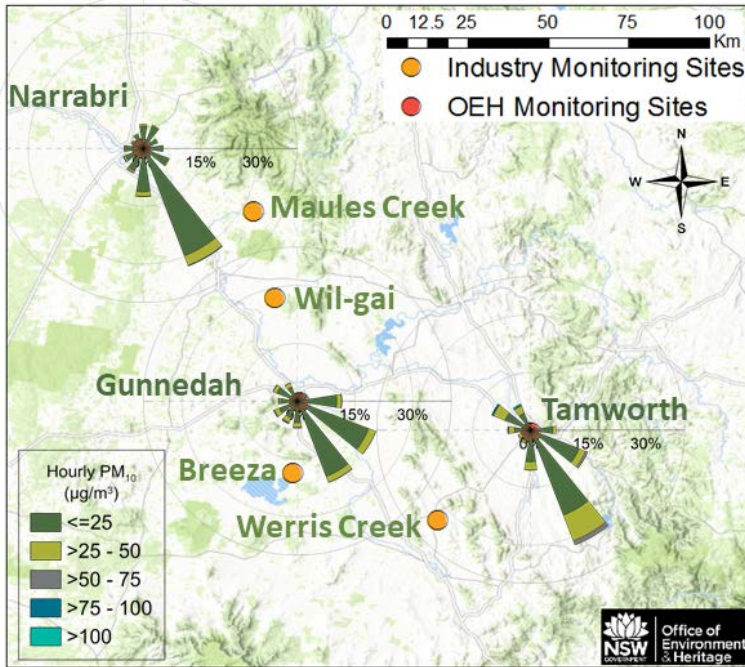 0 12.5 25 50 75 100
Km
Industry Monitoring Sites
OEH Monitoring Sites
Narrabri
15% 30%
N
W E
S
Maules Creek
Wil-gai
Gunnedah
15% 30%
Tamworth
0% 15% 30%
Breeza
Werris Creek
Hourly PM10
(µg/m³)
<=25
>25 - 50
>50 - 75
>75 - 100
>100
NSW
GOVERNMENT
Office of
Environment
& Heritage